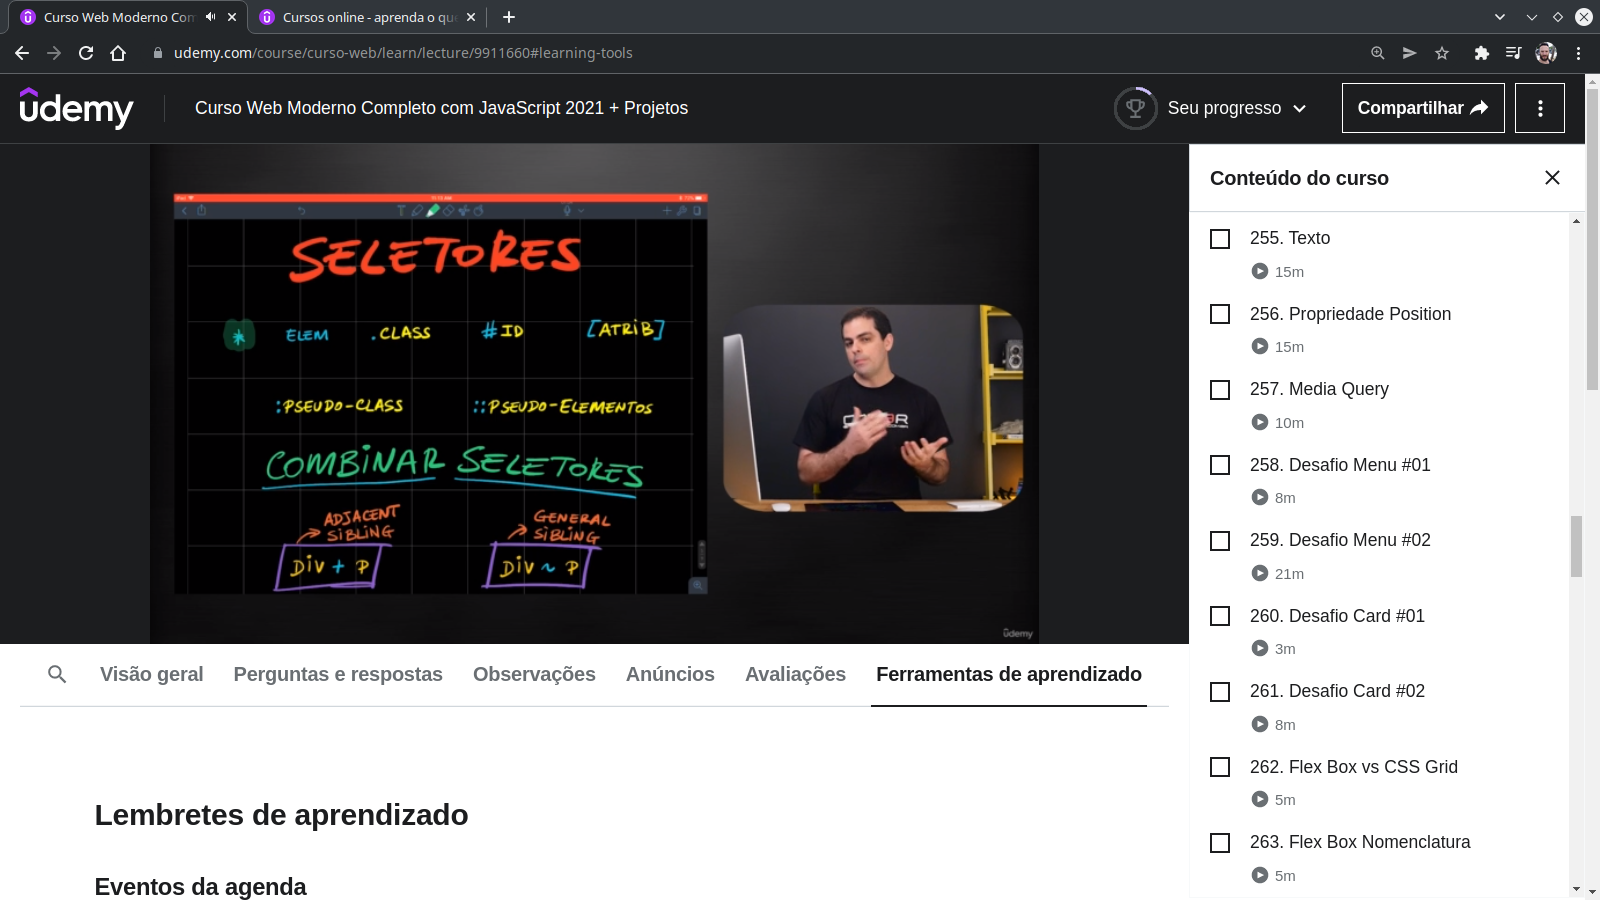 Curso Web Moderno Com
Cursos online - aprenda o que
udemy.com/course/curso-web/learn/lecture/9911660#learning-tools
udemy
Curso Web Moderno Completo com JavaScript 2021 + Projetos
Seu progresso
Compartilhar
SELETORES
*
ELEM
.CLASS
#ID
[ATRIB]
:PSEUDO-CLASS
::PSEUDO-ELEMENTOS
COMBINAR SELETORES
ADJACENT
SIBLING
GENERAL
SIBLING
DIV + P
DIV ~ P
udemy
Visão geral
Perguntas e respostas
Observações
Anúncios
Avaliações
Ferramentas de aprendizado
Lembretes de aprendizado
Eventos da agenda
Conteúdo do curso
255. Texto
15m
256. Propriedade Position
15m
257. Media Query
10m
258. Desafio Menu #01
8m
259. Desafio Menu #02
21m
260. Desafio Card #01
3m
261. Desafio Card #02
8m
262. Flex Box vs CSS Grid
5m
263. Flex Box Nomenclatura
5m